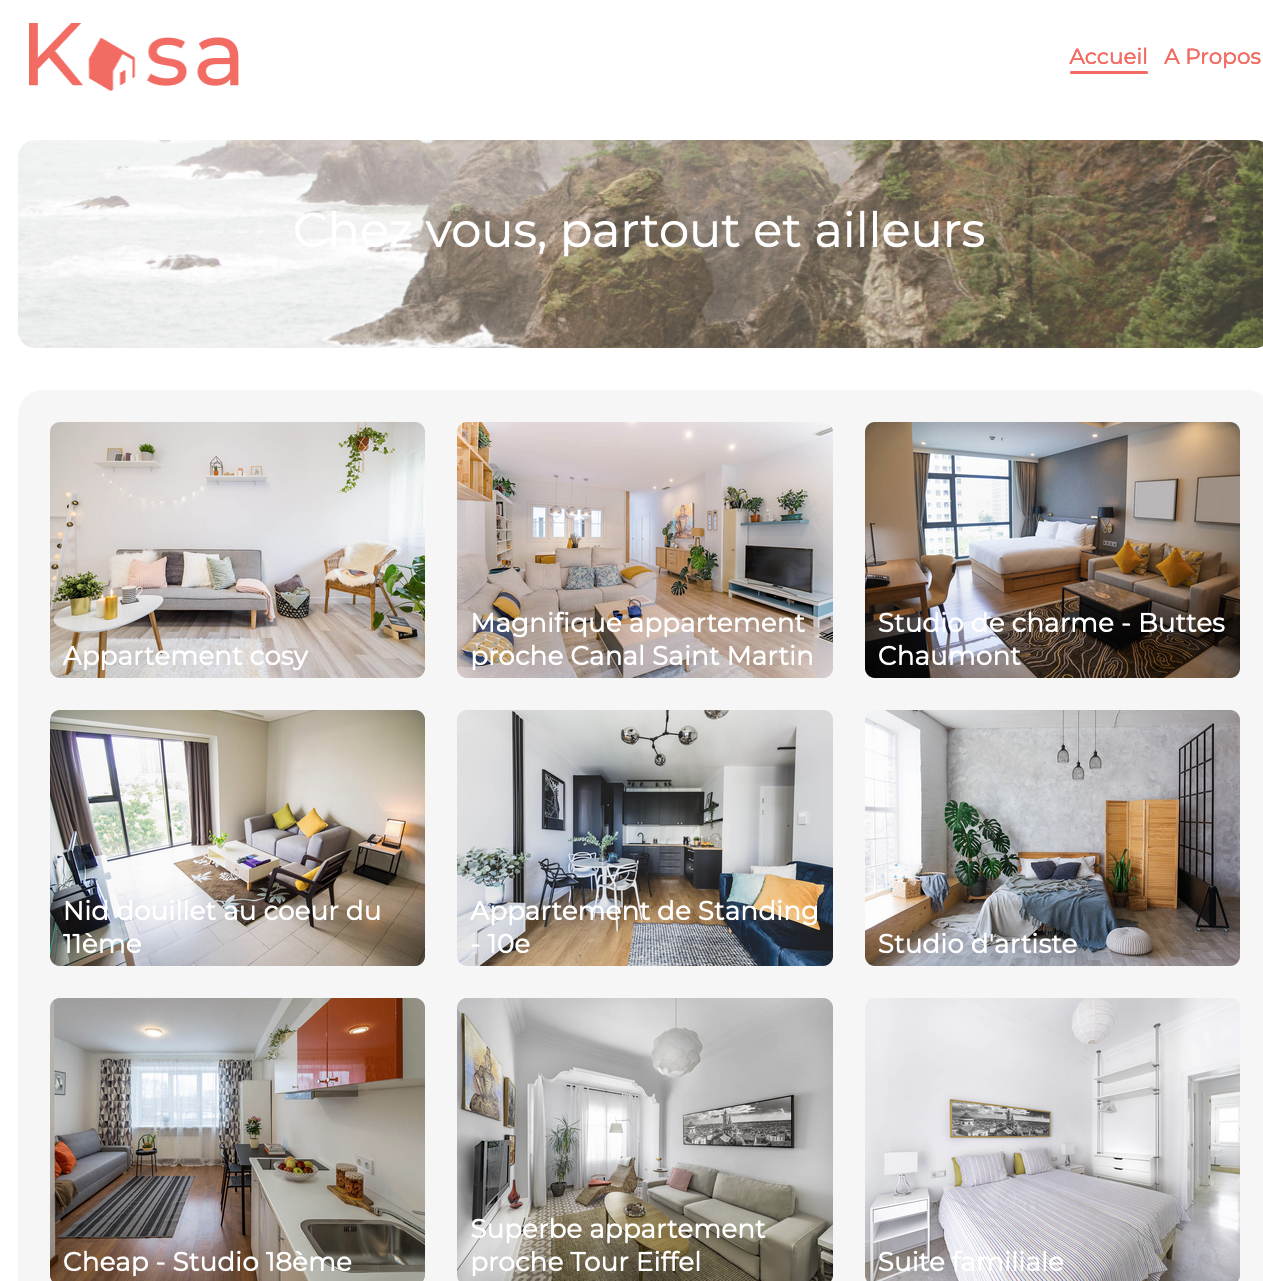 Kasa
Accueil A Propos
Chez vous, partout et ailleurs
Appartement cosy
Magnifique appartement
proche Canal Saint Martin
Studio de charme - Buttes
Chaumont
Nid douillet au coeur du
11ème
Appartement de Standing
- 10e
Studio d'artiste
Cheap - Studio 18ème
Superbe appartement
proche Tour Eiffel
Suite familiale